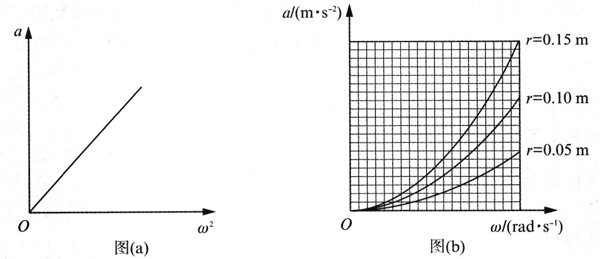 a
O
ω²
图(a)
a/(m·s⁻²)
r=0.15 m
r=0.10 m
r=0.05 m
O
ω/(rad·s⁻¹)
图(b)